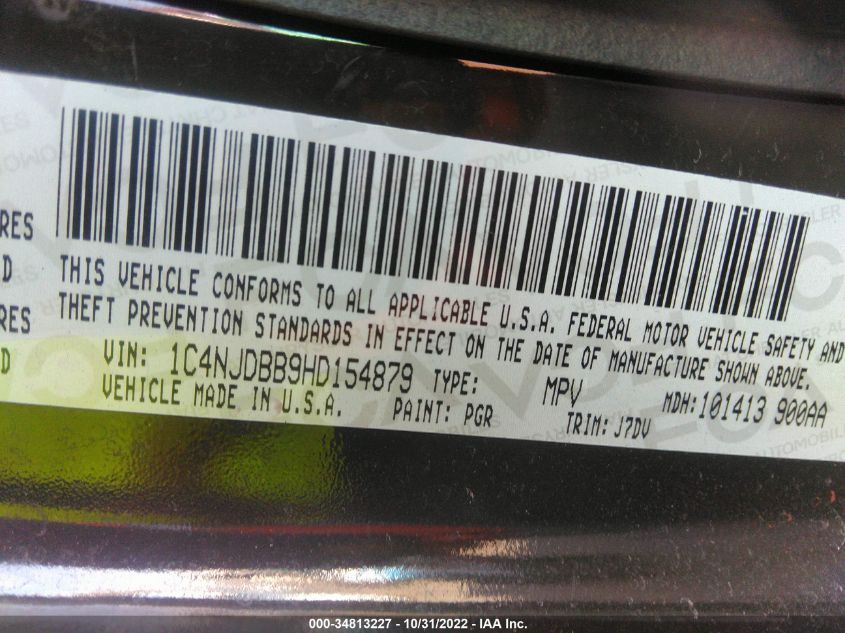 RES
D
RES
D
THIS VEHICLE CONFORMS TO ALL APPLICABLE U.S.A. FEDERAL MOTOR VEHICLE SAFETY AND
THEFT PREVENTION STANDARDS IN EFFECT ON THE DATE OF MANUFACTURE SHOWN ABOVE.
VIN: 1C4NJDBB9HD154879 TYPE: MPV MDH:101413 900AA
VEHICLE MADE IN U.S.A. PAINT: PGR TRIM: J7DV
000-34813227 - 10/31/2022 - IAA Inc.